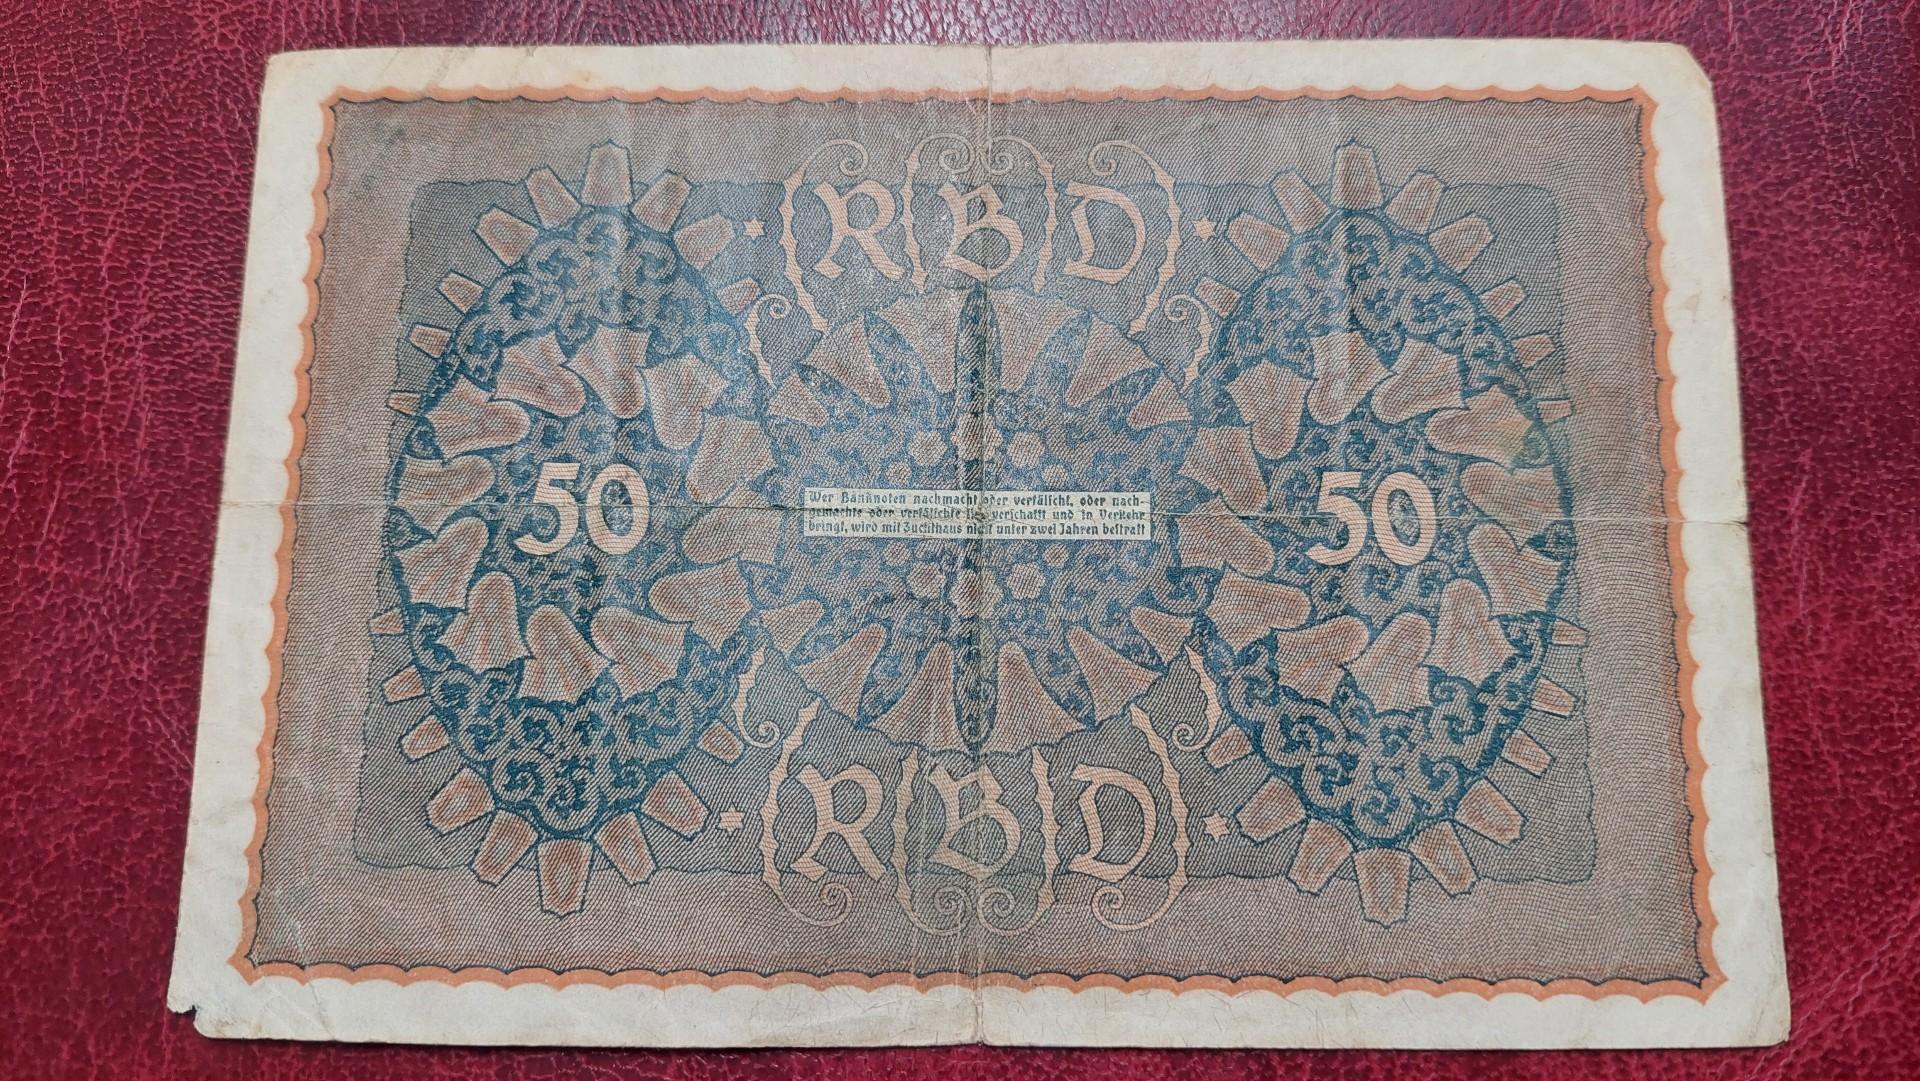 RBD
50
50
Wer Banknoten nachmacht oder verfälscht, oder nach-
gemachte oder verfälschte sich verschafft und in Verkehr
bringt, wird mit Zuchthaus nicht unter zwei Jahren bestraft
RBD